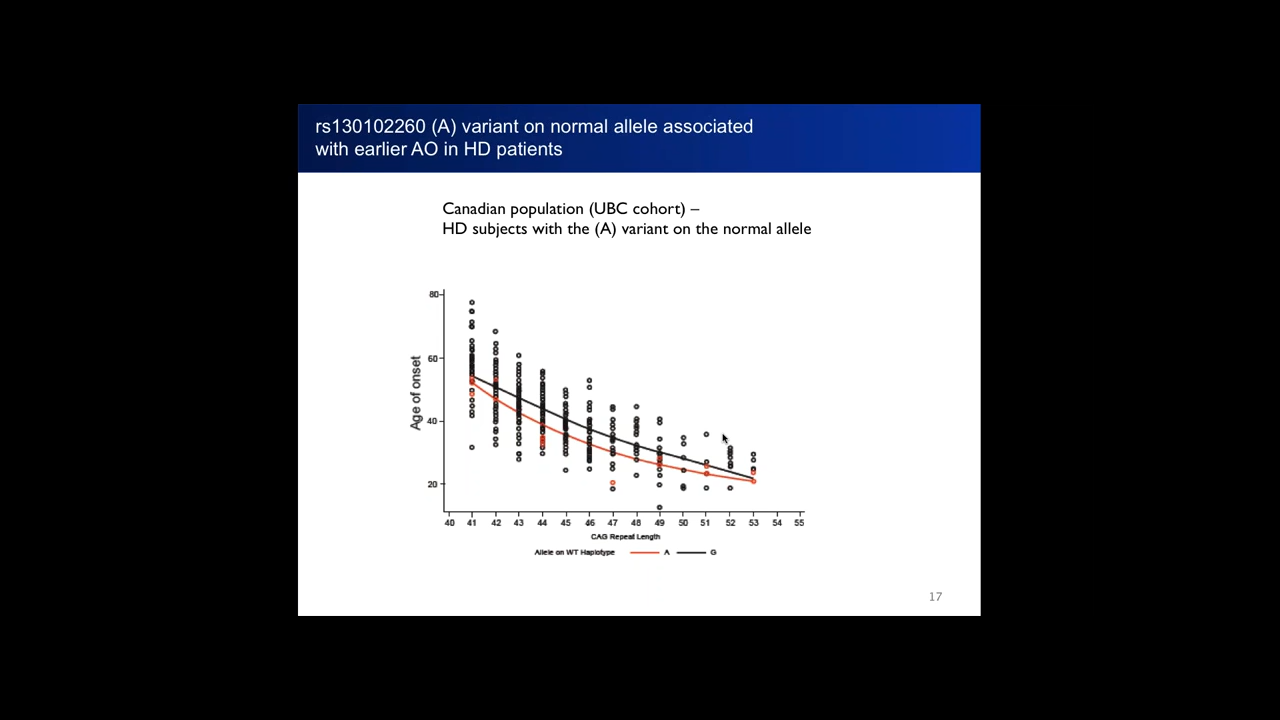 rs130102260 (A) variant on normal allele associated
with earlier AO in HD patients
Canadian population (UBC cohort) –
HD subjects with the (A) variant on the normal allele
80
60
40
20
Age of onset
40 41 42 43 44 45 46 47 48 49 50 51 52 53 54 55
CAG Repeat Length
Allele on WT Haplotype A G
17